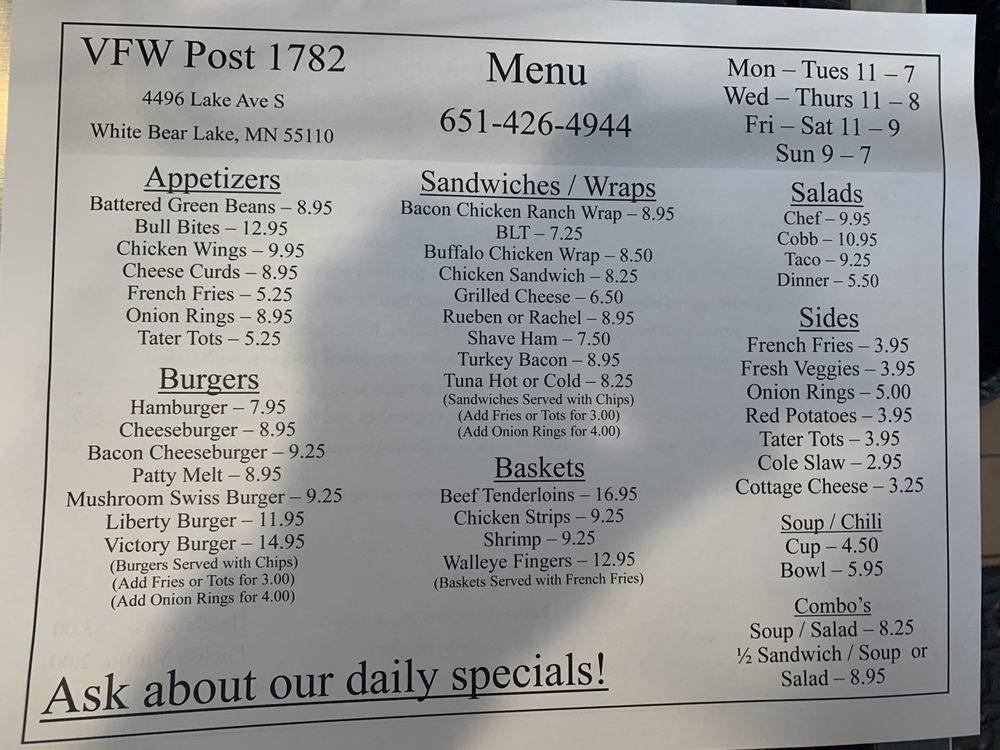 VFW Post 1782
4496 Lake Ave S
White Bear Lake, MN 55110
Menu
651-426-4944
Mon – Tues 11 – 7
Wed – Thurs 11 – 8
Fri – Sat 11 – 9
Sun 9 – 7
Appetizers
Battered Green Beans – 8.95
Bull Bites – 12.95
Chicken Wings – 9.95
Cheese Curds – 8.95
French Fries – 5.25
Onion Rings – 8.95
Tater Tots – 5.25
Burgers
Hamburger – 7.95
Cheeseburger – 8.95
Bacon Cheeseburger – 9.25
Patty Melt – 8.95
Mushroom Swiss Burger – 9.25
Liberty Burger – 11.95
Victory Burger – 14.95
(Burgers Served with Chips)
(Add Fries or Tots for 3.00)
(Add Onion Rings for 4.00)
Sandwiches / Wraps
Bacon Chicken Ranch Wrap – 8.95
BLT – 7.25
Buffalo Chicken Wrap – 8.50
Chicken Sandwich – 8.25
Grilled Cheese – 6.50
Rueben or Rachel – 8.95
Shave Ham – 7.50
Turkey Bacon – 8.95
Tuna Hot or Cold – 8.25
(Sandwiches Served with Chips)
(Add Fries or Tots for 3.00)
(Add Onion Rings for 4.00)
Baskets
Beef Tenderloins – 16.95
Chicken Strips – 9.25
Shrimp – 9.25
Walleye Fingers – 12.95
(Baskets Served with French Fries)
Salads
Chef – 9.95
Cobb – 10.95
Taco – 9.25
Dinner – 5.50
Sides
French Fries – 3.95
Fresh Veggies – 3.95
Onion Rings – 5.00
Red Potatoes – 3.95
Tater Tots – 3.95
Cole Slaw – 2.95
Cottage Cheese – 3.25
Soup / Chili
Cup – 4.50
Bowl – 5.95
Combo's
Soup / Salad – 8.25
½ Sandwich / Soup or
Salad – 8.95
Ask about our daily specials!